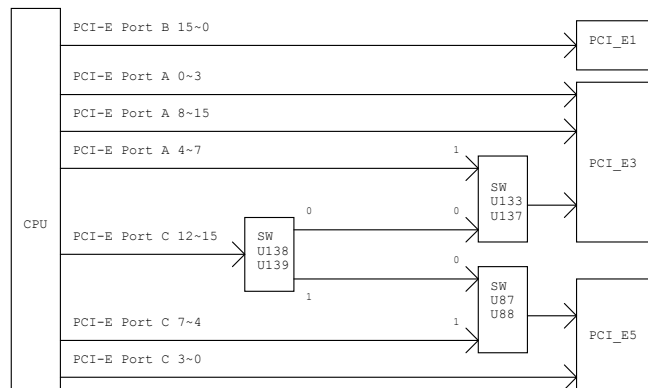 PCI-E Port B 15~0
PCI_E1
PCI-E Port A 0~3
PCI-E Port A 8~15
PCI-E Port A 4~7
1
PCI_E3
SW
U133
U137
CPU
0
0
PCI-E Port C 12~15
SW
U138
U139
0
1
SW
U87
U88
PCI-E Port C 7~4
1
PCI_E5
PCI-E Port C 3~0